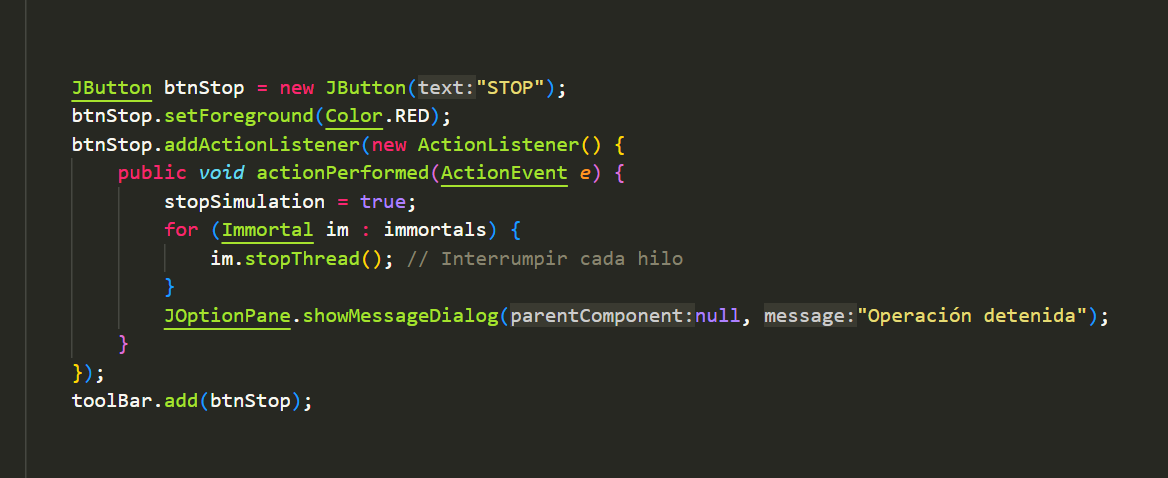 JButton btnStop = new JButton(text:"STOP");
btnStop.setForeground(Color.RED);
btnStop.addActionListener(new ActionListener() {
public void actionPerformed(ActionEvent e) {
stopSimulation = true;
for (Immortal im : immortals) {
im.stopThread(); // Interrumpir cada hilo
}
JOptionPane.showMessageDialog(parentComponent:null, message:"Operación detenida");
}
});
toolBar.add(btnStop);